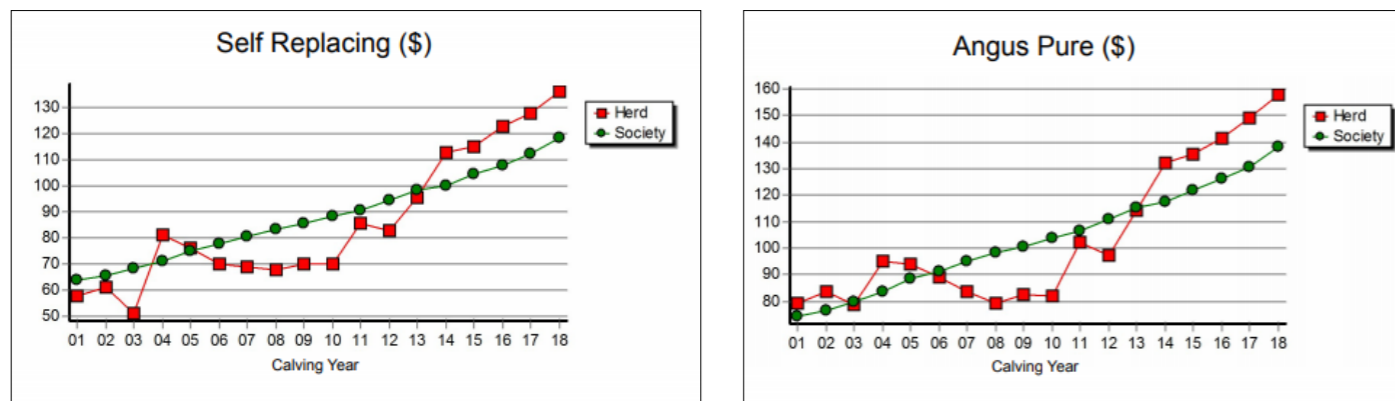 Self Replacing ($)
130
120
110
100
90
80
70
60
50
01 02 03 04 05 06 07 08 09 10 11 12 13 14 15 16 17 18
Calving Year
Herd
Society
Angus Pure ($)
160
150
140
130
120
110
100
90
80
01 02 03 04 05 06 07 08 09 10 11 12 13 14 15 16 17 18
Calving Year
Herd
Society